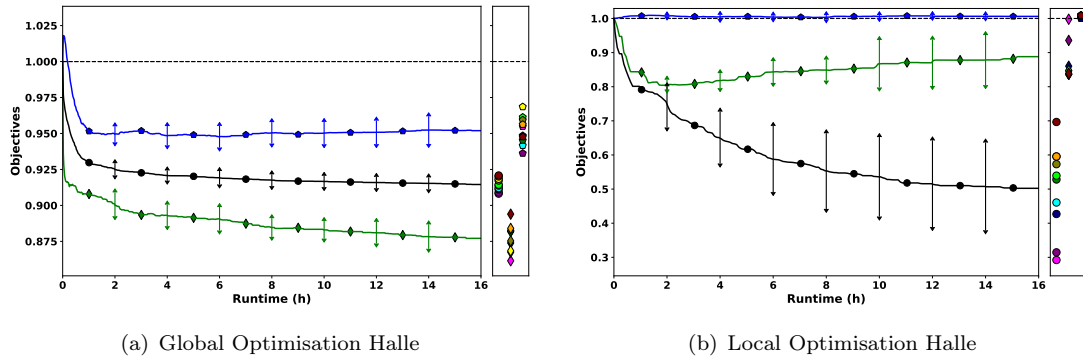 1.025
1.000
0.975
0.950
0.925
0.900
0.875
Objectives
0 2 4 6 8 10 12 14 16
Runtime (h)
(a) Global Optimisation Halle
1.0
0.9
0.8
0.7
0.6
0.5
0.4
0.3
Objectives
0 2 4 6 8 10 12 14 16
Runtime (h)
(b) Local Optimisation Halle